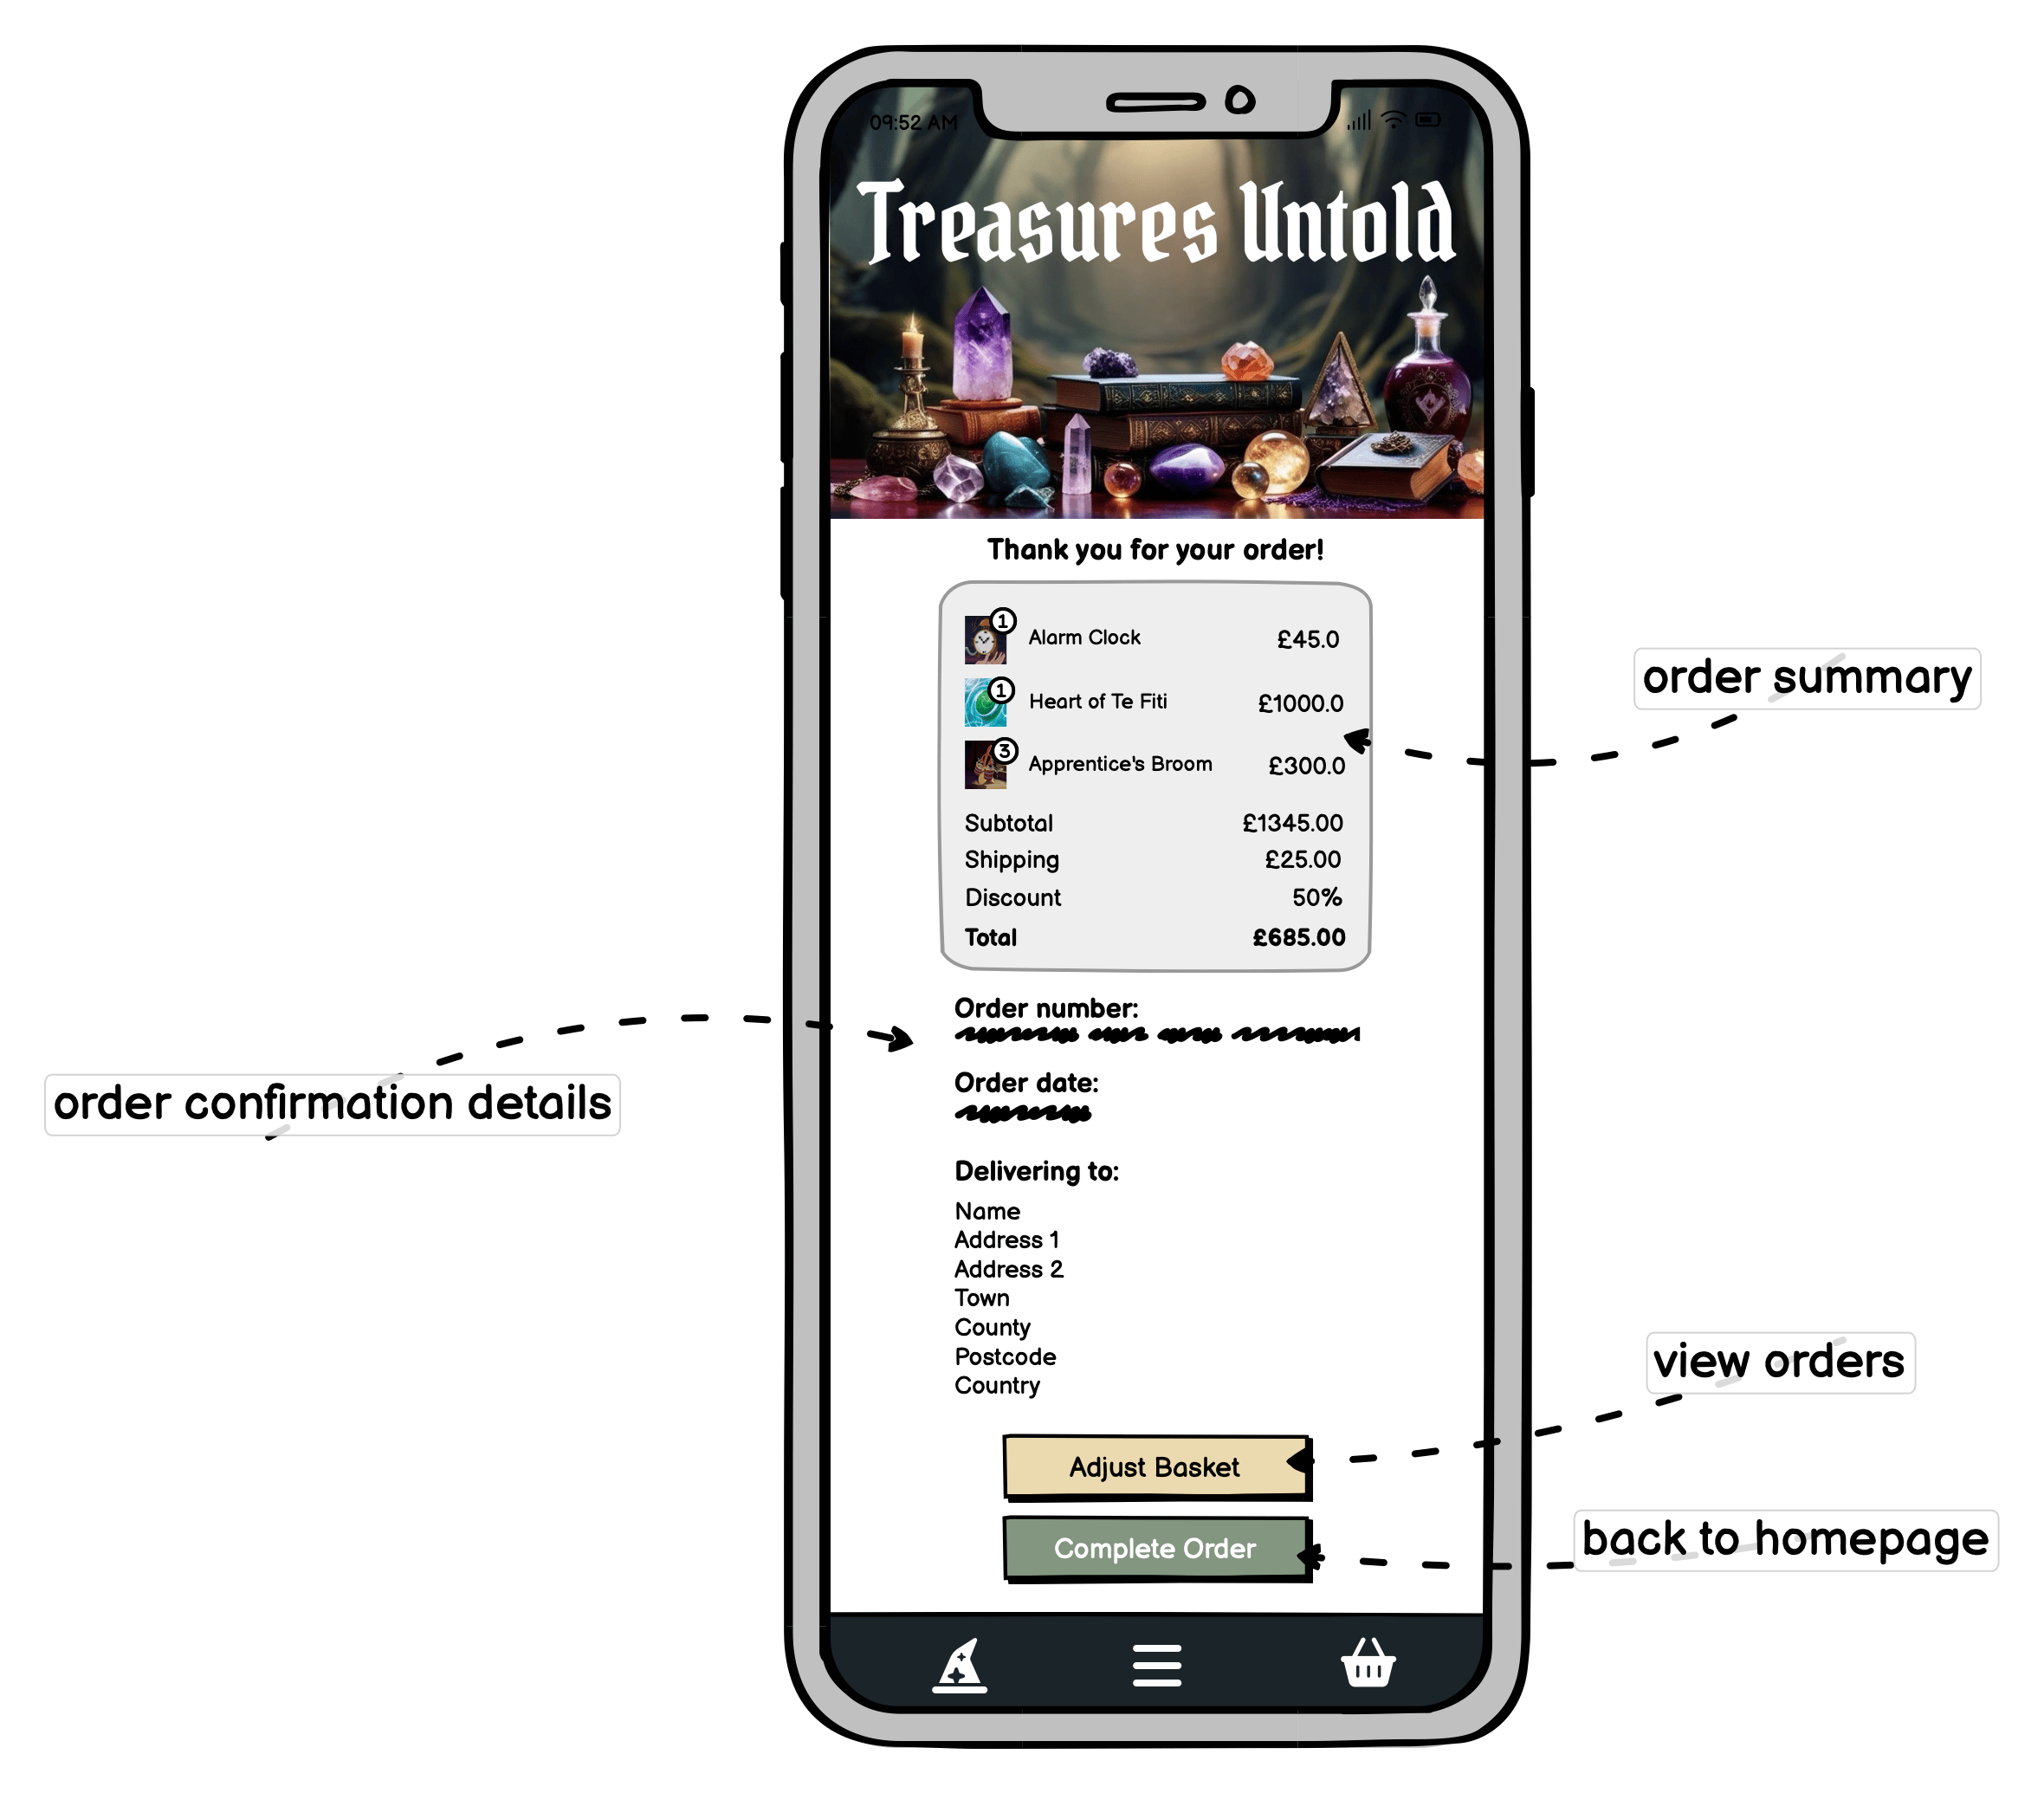 09:52 AM
Treasures Untold
Thank you for your order!
1 Alarm Clock £45.0
1 Heart of Te Fiti £1000.0
3 Apprentice's Broom £300.0
Subtotal £1345.00
Shipping £25.00
Discount 50%
Total £685.00
order summary
Order number:
Order date:
order confirmation details
Delivering to:
Name
Address 1
Address 2
Town
County
Postcode
Country
view orders
Adjust Basket
back to homepage
Complete Order